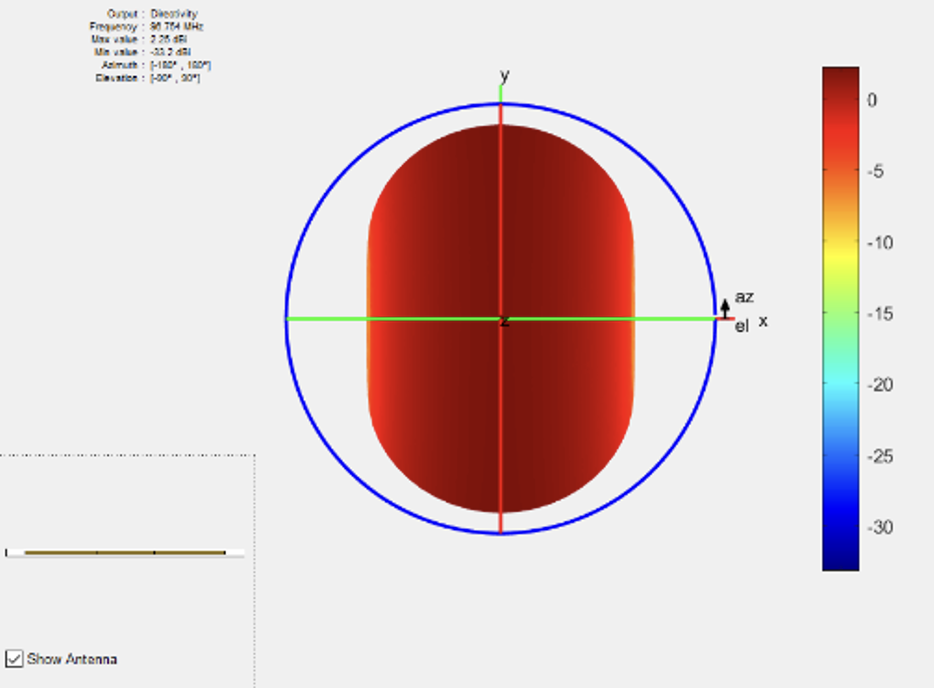 Output : Directivity
Frequency : 96.764 MHz
Max value : 2.25 dBi
Min value : -33.2 dBi
Azimuth : [-180° , 180°]
Elevation : [-90° , 90°]
y
z
az
el x
0
-5
-10
-15
-20
-25
-30
Show Antenna